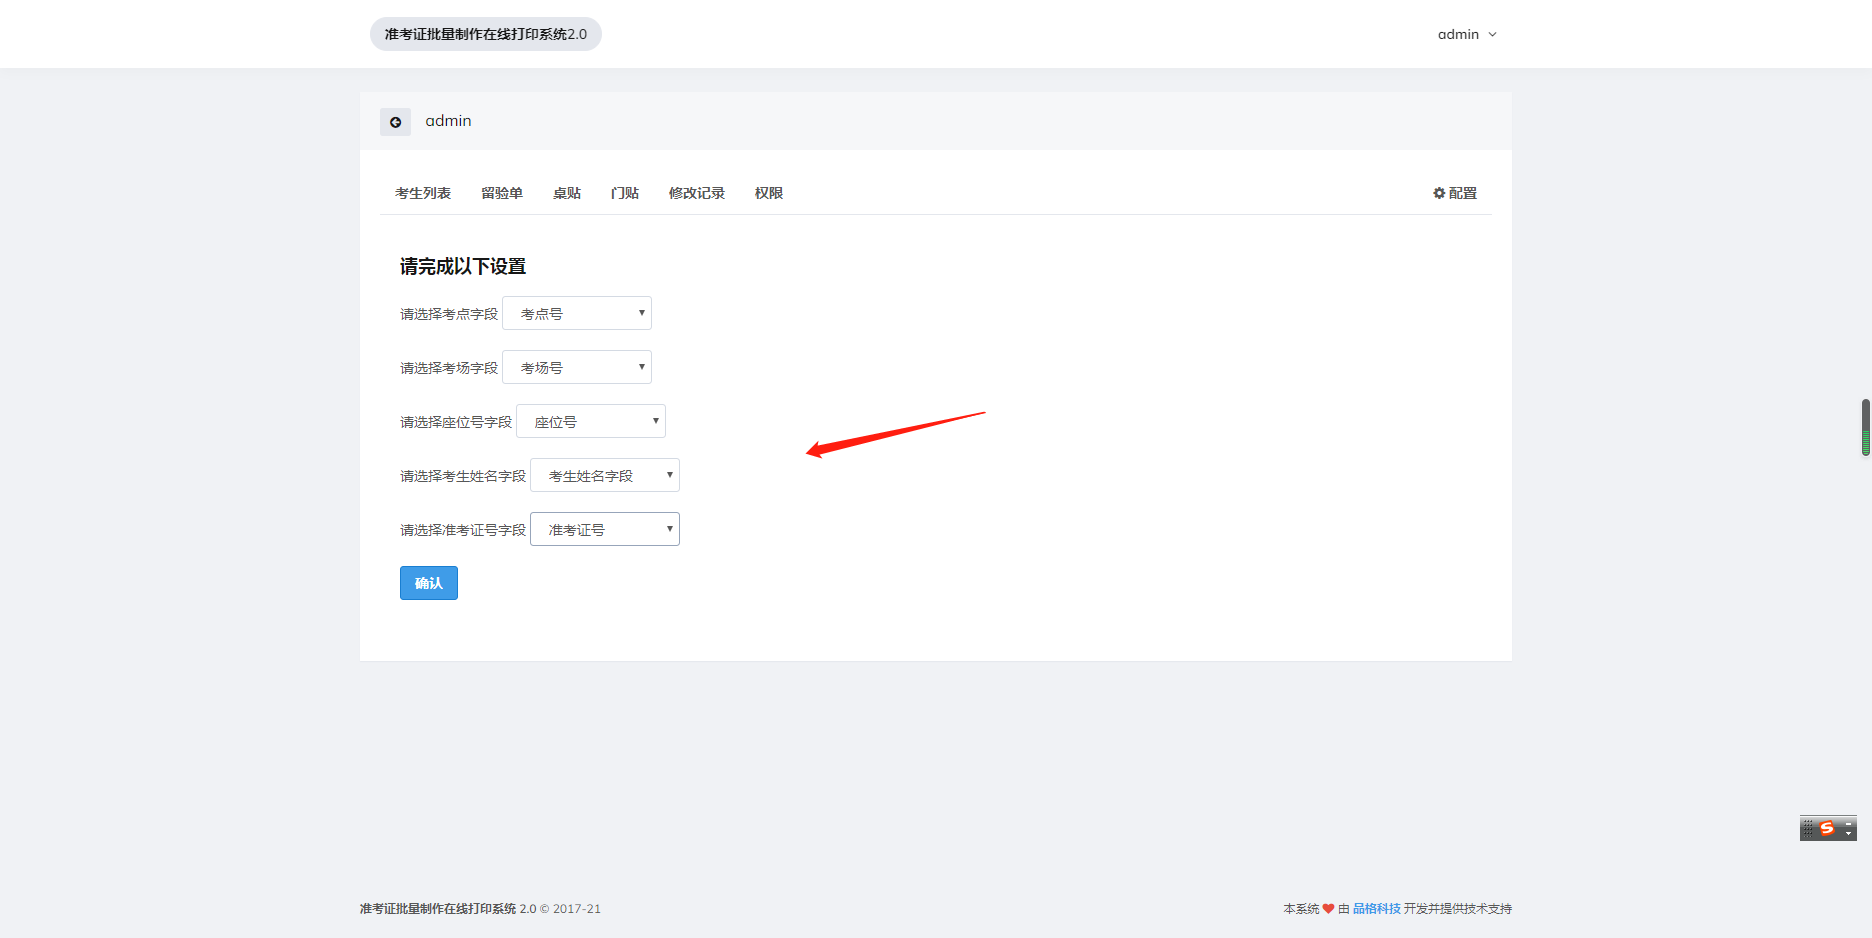 准考证批量制作在线打印系统2.0
admin
admin
考生列表 留验单 桌贴 门贴 修改记录 权限 配置
请完成以下设置
请选择考点字段 考点号
请选择考场字段 考场号
请选择座位号字段 座位号
请选择考生姓名字段 考生姓名字段
请选择准考证号字段 准考证号
确认
准考证批量制作在线打印系统 2.0 © 2017-21
本系统 ❤ 由 品格科技 开发并提供技术支持